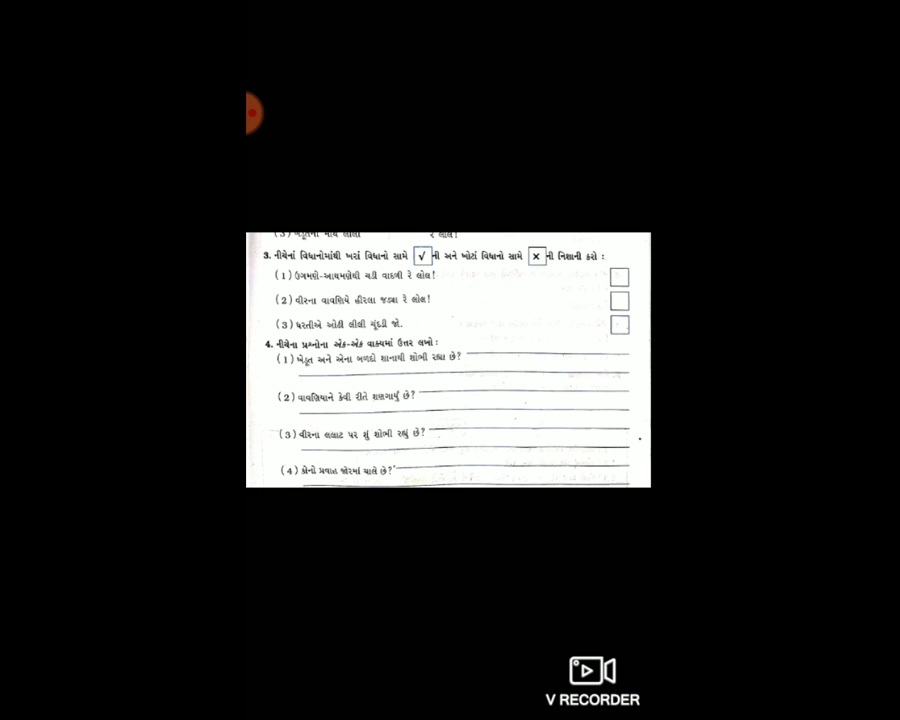 રે લોલ!
3. નીચેનાં વિધાનોમાંથી ખરાં વિધાનો સામે √ ની અને ખોટાં વિધાનો સામે × ની નિશાની કરો :
(1) ઉગમણે-આથમણેથી ચડી વાદળી રે લોલ!
(2) વીરના વાવણિયે હીરલા જડ્યા રે લોલ!
(3) ધરતીએ ઓઢી લીલી ચૂંદડી જો.
4. નીચેના પ્રશ્નોના એક-એક વાક્યમાં ઉત્તર લખો :
(1) ખેડૂત અને એના બળદો શાનાથી શોભી રહ્યા છે?
(2) વાવણિયાને કેવી રીતે શણગાર્યું છે?
(3) વીરના લલાટ પર શું શોભી રહ્યું છે?
(4) કોનો પ્રવાહ જોરમાં ચાલે છે?
V RECORDER